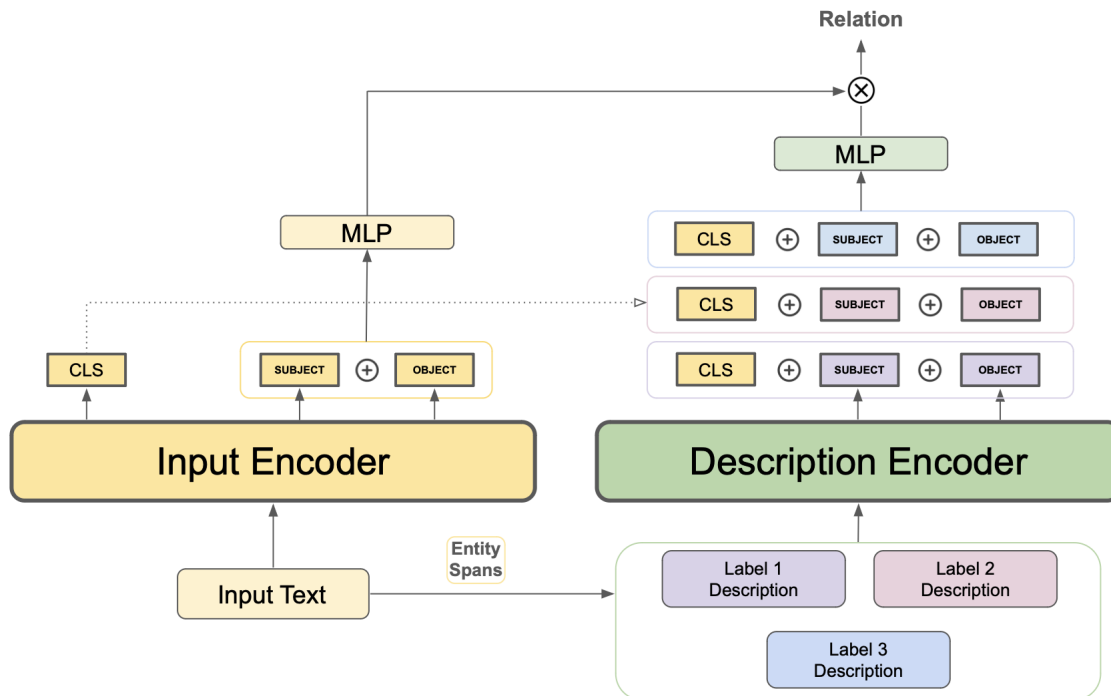 Relation
MLP
MLP
CLS
SUBJECT
OBJECT
CLS
SUBJECT
OBJECT
CLS
SUBJECT
OBJECT
CLS
SUBJECT
OBJECT
Input Encoder
Description Encoder
Entity
Spans
Input Text
Label 1
Description
Label 2
Description
Label 3
Description